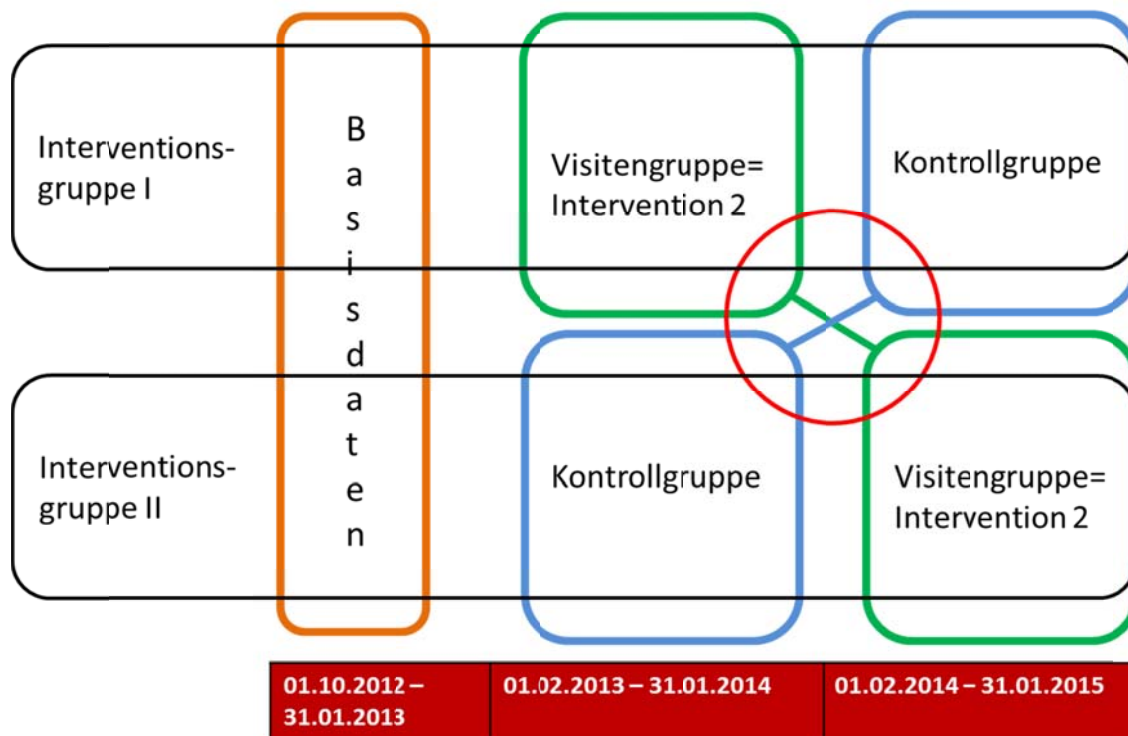 Interventions-
gruppe I
Basisdaten
Visitengruppe=
Intervention 2
Kontrollgruppe
Interventions-
gruppe II
Kontrollgruppe
Visitengruppe=
Intervention 2
01.10.2012 –
31.01.2013
01.02.2013 – 31.01.2014
01.02.2014 – 31.01.2015